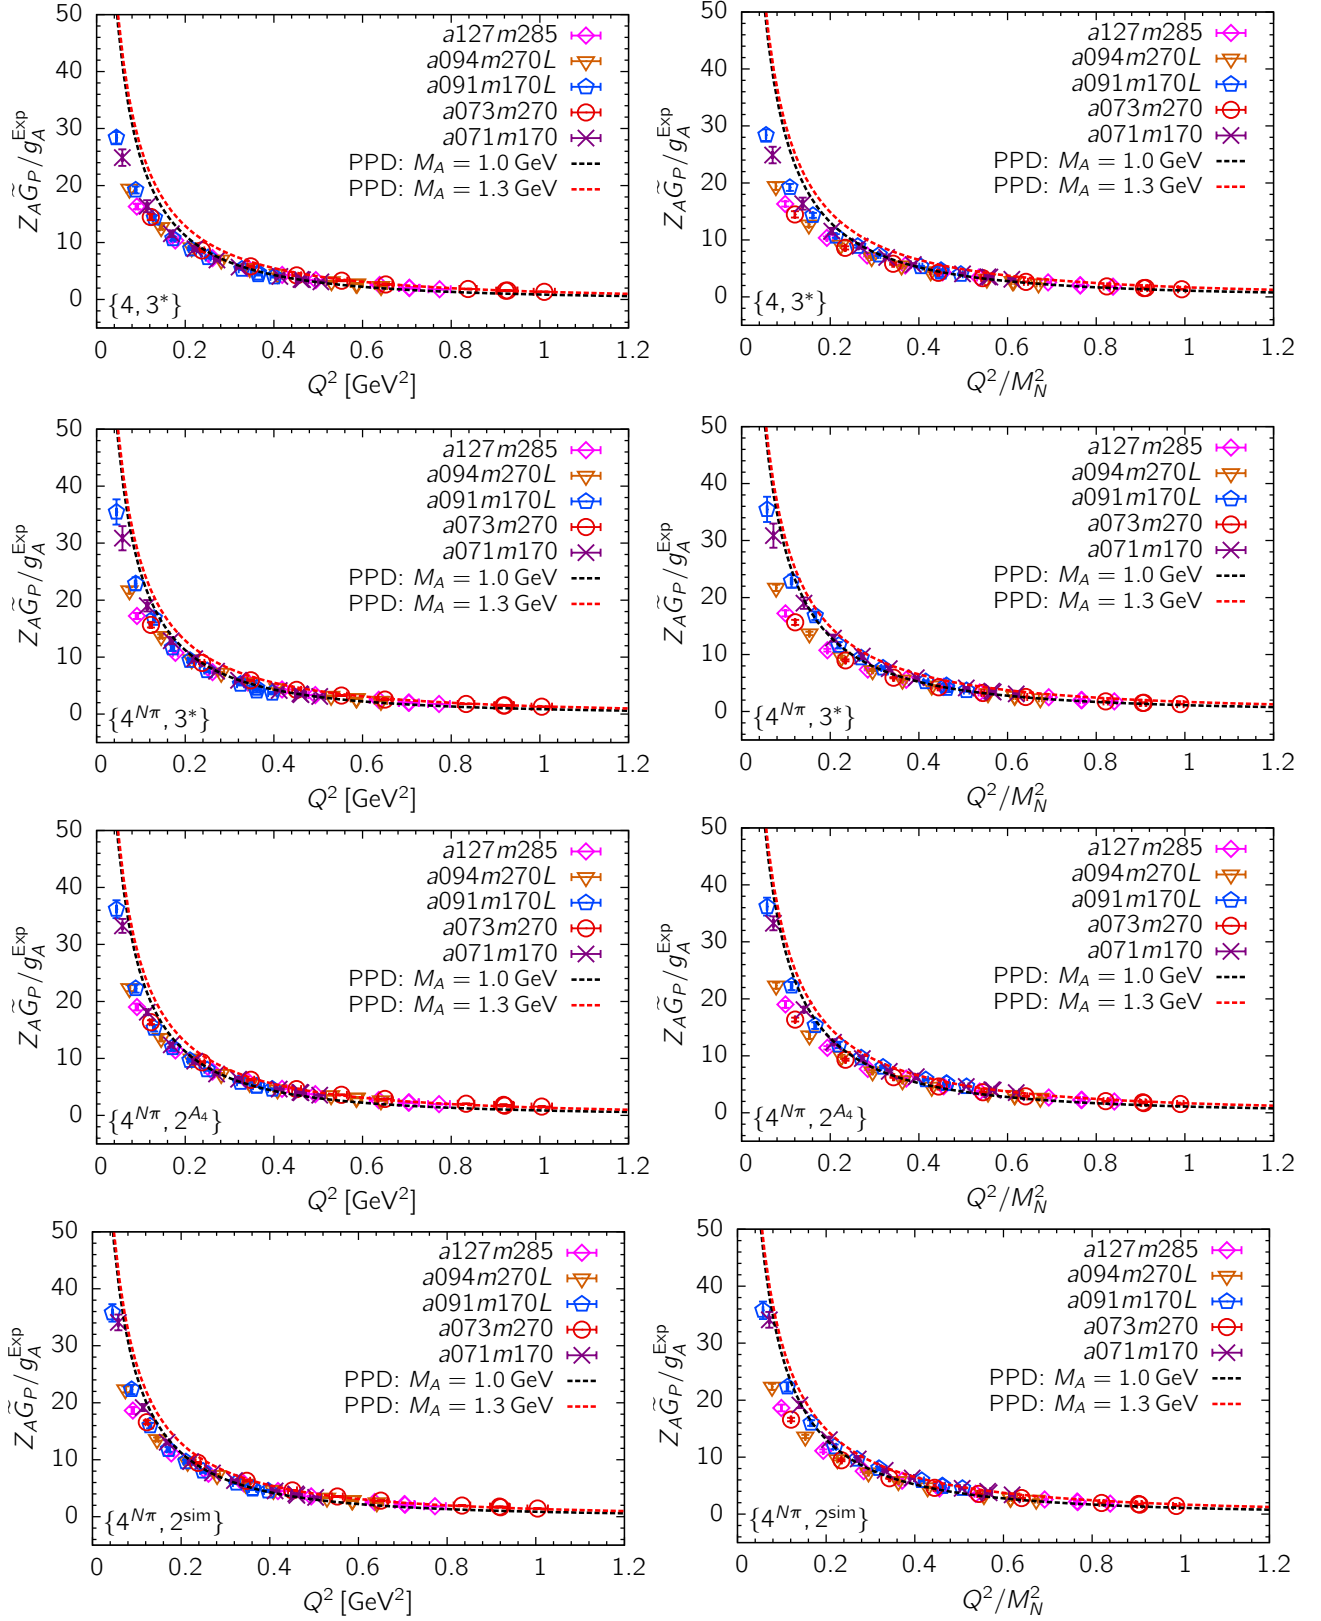 50
40
30
20
10
0
Z_A G̃_P / g_A^Exp
a127m285
a094m270L
a091m170L
a073m270
a071m170
PPD: M_A = 1.0 GeV
PPD: M_A = 1.3 GeV
{4, 3*}
0 0.2 0.4 0.6 0.8 1 1.2
Q² [GeV²]
50
40
30
20
10
0
Z_A G̃_P / g_A^Exp
a127m285
a094m270L
a091m170L
a073m270
a071m170
PPD: M_A = 1.0 GeV
PPD: M_A = 1.3 GeV
{4, 3*}
0 0.2 0.4 0.6 0.8 1 1.2
Q²/M_N²
50
40
30
20
10
0
Z_A G̃_P / g_A^Exp
a127m285
a094m270L
a091m170L
a073m270
a071m170
PPD: M_A = 1.0 GeV
PPD: M_A = 1.3 GeV
{4^Nπ, 3*}
0 0.2 0.4 0.6 0.8 1 1.2
Q² [GeV²]
50
40
30
20
10
0
Z_A G̃_P / g_A^Exp
a127m285
a094m270L
a091m170L
a073m270
a071m170
PPD: M_A = 1.0 GeV
PPD: M_A = 1.3 GeV
{4^Nπ, 3*}
0 0.2 0.4 0.6 0.8 1 1.2
Q²/M_N²
50
40
30
20
10
0
Z_A G̃_P / g_A^Exp
a127m285
a094m270L
a091m170L
a073m270
a071m170
PPD: M_A = 1.0 GeV
PPD: M_A = 1.3 GeV
{4^Nπ, 2^A₄}
0 0.2 0.4 0.6 0.8 1 1.2
Q² [GeV²]
50
40
30
20
10
0
Z_A G̃_P / g_A^Exp
a127m285
a094m270L
a091m170L
a073m270
a071m170
PPD: M_A = 1.0 GeV
PPD: M_A = 1.3 GeV
{4^Nπ, 2^A₄}
0 0.2 0.4 0.6 0.8 1 1.2
Q²/M_N²
50
40
30
20
10
0
Z_A G̃_P / g_A^Exp
a127m285
a094m270L
a091m170L
a073m270
a071m170
PPD: M_A = 1.0 GeV
PPD: M_A = 1.3 GeV
{4^Nπ, 2^sim}
0 0.2 0.4 0.6 0.8 1 1.2
Q² [GeV²]
50
40
30
20
10
0
Z_A G̃_P / g_A^Exp
a127m285
a094m270L
a091m170L
a073m270
a071m170
PPD: M_A = 1.0 GeV
PPD: M_A = 1.3 GeV
{4^Nπ, 2^sim}
0 0.2 0.4 0.6 0.8 1 1.2
Q²/M_N²